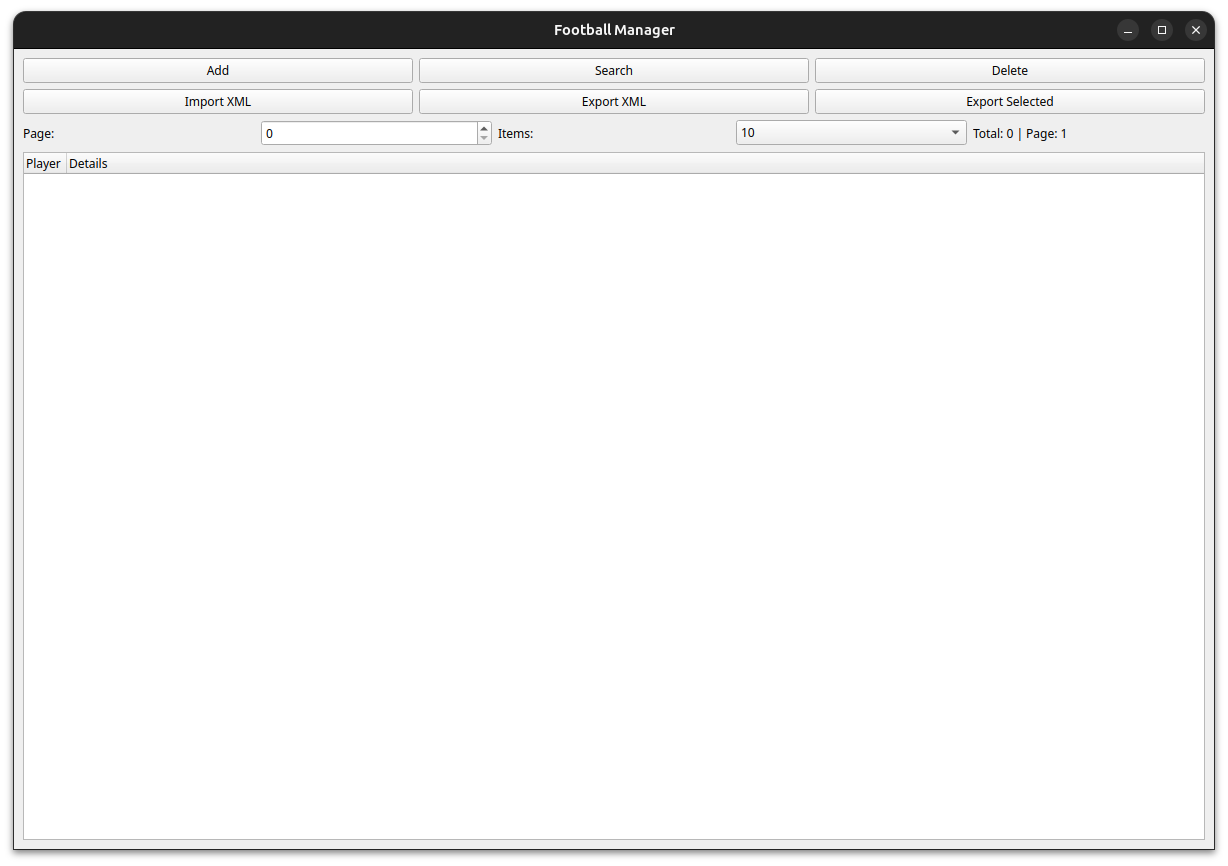 Football Manager
Add Search Delete
Import XML Export XML Export Selected
Page: 0 Items: 10 Total: 0 | Page: 1
Player Details